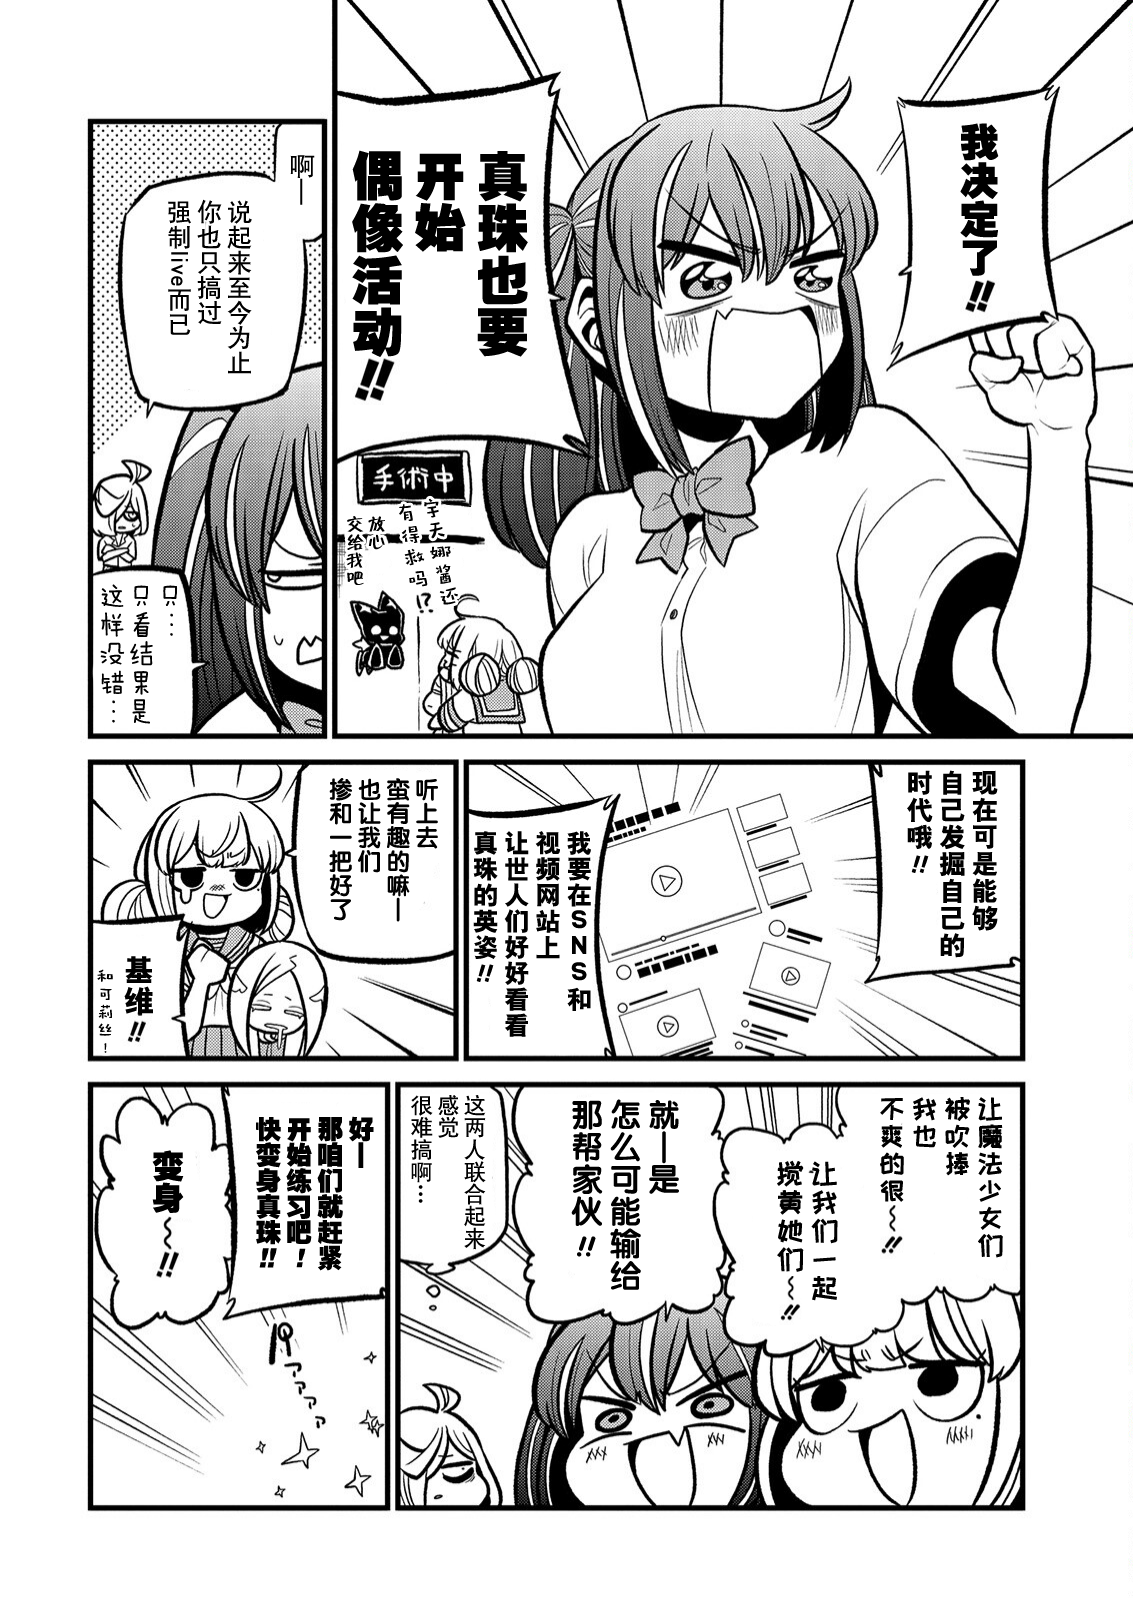 我决定了!!
真珠也要
开始
偶像活动!!
手術中
宇天娜酱还
有得救吗!?
放心
交给我吧
啊—
说起来至今为止
你也只搞过
强制live而已
只…
只看结果是
这样没错…
现在可是能够
自己发掘自己的
时代哦!!
我要在SNS和
视频网站上
让世人们好好看看
真珠的英姿!!
听上去
蛮有趣的嘛—
也让我们
掺和一把好了
基维!!
和可莉丝!
让魔法少女们
被吹捧
我也
不爽的很~!!
让我们一起
搅黄她们~!!
就—是
怎么可能输给
那帮家伙!!
这两人联合起来
感觉
很难搞啊…
好—
那咱们就赶紧
开始练习吧!
快变身真珠!!
变身~!!
パァァァァ